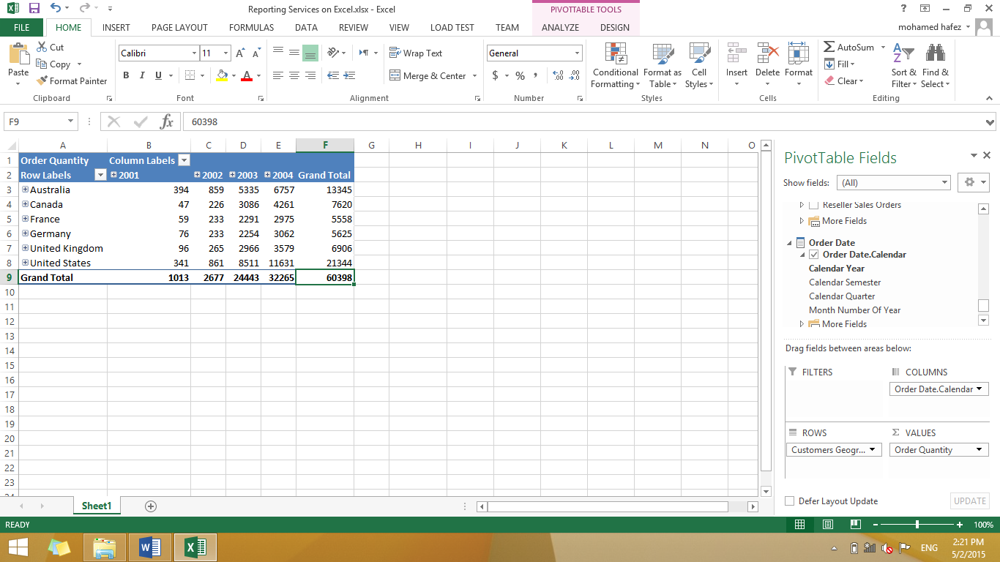 Reporting Services on Excel.xlsx - Excel
PIVOTTABLE TOOLS
?
FILE HOME INSERT PAGE LAYOUT FORMULAS DATA REVIEW VIEW LOAD TEST TEAM ANALYZE DESIGN
mohamed hafez
Paste
Cut
Copy
Format Painter
Clipboard
Calibri 11
B I U
Font
Wrap Text
Merge & Center
Alignment
General
$ % ,
Number
Conditional Formatting
Format as Table
Cell Styles
Styles
Insert Delete Format
Cells
AutoSum
Fill
Clear
Sort & Filter
Find & Select
Editing
F9 fx 60398
A B C D E F G H I J K L M N O
1 Order Quantity Column Labels
2 Row Labels 2001 2002 2003 2004 Grand Total
3 Australia 394 859 5335 6757 13345
4 Canada 47 226 3086 4261 7620
5 France 59 233 2291 2975 5558
6 Germany 76 233 2254 3062 5625
7 United Kingdom 96 265 2966 3579 6906
8 United States 341 861 8511 11631 21344
9 Grand Total 1013 2677 24443 32265 60398
10
11
12
13
14
15
16
17
18
19
20
21
22
23
24
PivotTable Fields
Show fields: (All)
Reseller Sales Orders
More Fields
Order Date
Order Date.Calendar
Calendar Year
Calendar Semester
Calendar Quarter
Month Number Of Year
More Fields
Drag fields between areas below:
FILTERS
COLUMNS
Order Date.Calendar
ROWS
Customers Geogr...
VALUES
Order Quantity
Defer Layout Update
UPDATE
Sheet1
READY
100%
ENG
2:21 PM
5/2/2015